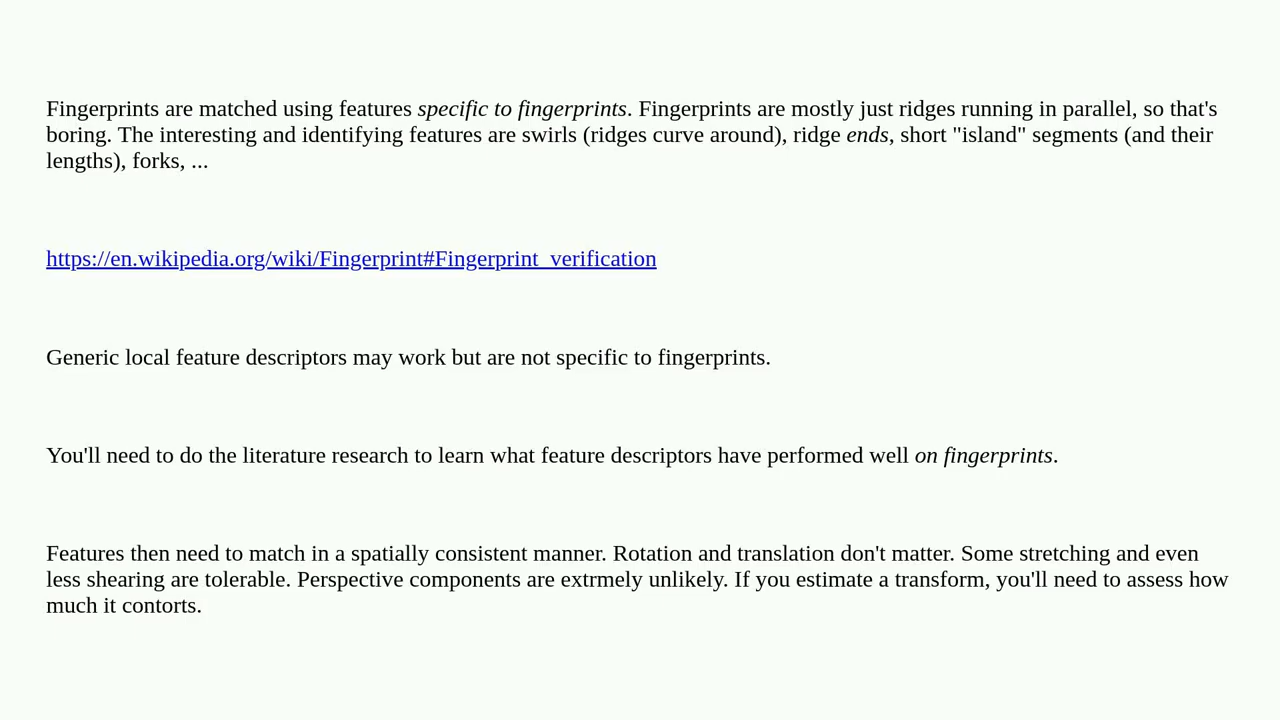 Fingerprints are matched using features specific to fingerprints. Fingerprints are mostly just ridges running in parallel, so that's
boring. The interesting and identifying features are swirls (ridges curve around), ridge ends, short "island" segments (and their
lengths), forks, ...
https://en.wikipedia.org/wiki/Fingerprint#Fingerprint_verification
Generic local feature descriptors may work but are not specific to fingerprints.
You'll need to do the literature research to learn what feature descriptors have performed well on fingerprints.
Features then need to match in a spatially consistent manner. Rotation and translation don't matter. Some stretching and even
less shearing are tolerable. Perspective components are extrmely unlikely. If you estimate a transform, you'll need to assess how
much it contorts.